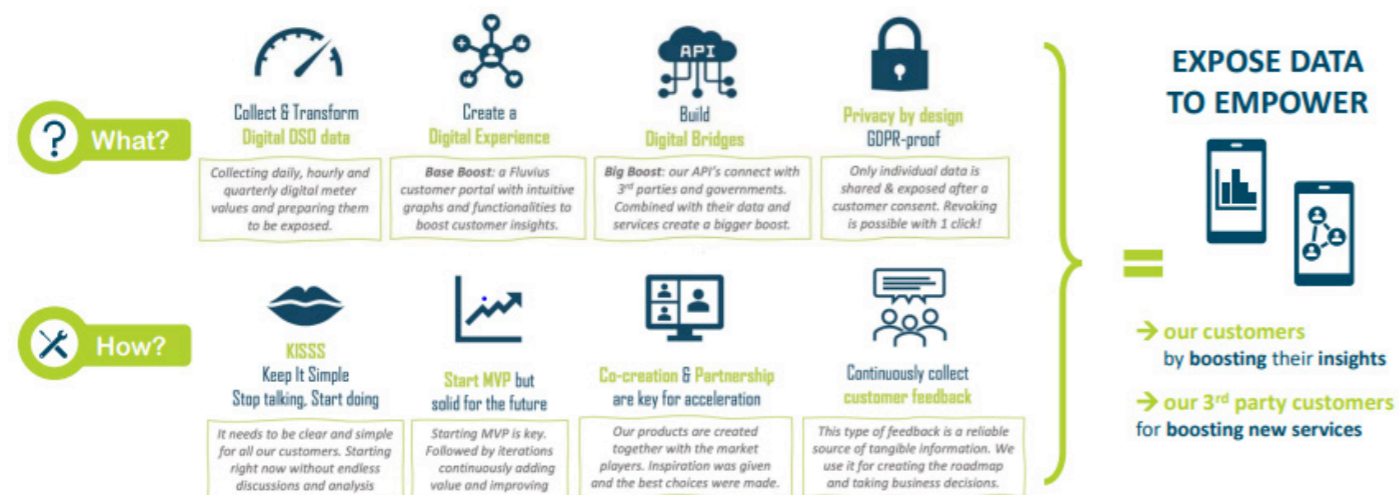 What?
Collect & Transform
Digital DSO data
Collecting daily, hourly and
quarterly digital meter
values and preparing them
to be exposed.
Create a
Digital Experience
Base Boost: a Fluvius
customer portal with intuitive
graphs and functionalities to
boost customer insights.
API
Build
Digital Bridges
Big Boost: our API's connect with
3rd parties and governments.
Combined with their data and
services create a bigger boost.
Privacy by design
GDPR-proof
Only individual data is
shared & exposed after a
customer consent. Revoking
is possible with 1 click!
How?
KISSS
Keep It Simple
Stop talking, Start doing
It needs to be clear and simple
for all our customers. Starting
right now without endless
discussions and analysis
Start MVP but
solid for the future
Starting MVP is key.
Followed by iterations
continuously adding
value and improving
Co-creation & Partnership
are key for acceleration
Our products are created
together with the market
players. Inspiration was given
and the best choices were made.
Continuously collect
customer feedback
This type of feedback is a reliable
source of tangible information. We
use it for creating the roadmap
and taking business decisions.
=
EXPOSE DATA
TO EMPOWER
→ our customers
by boosting their insights
→ our 3rd party customers
for boosting new services